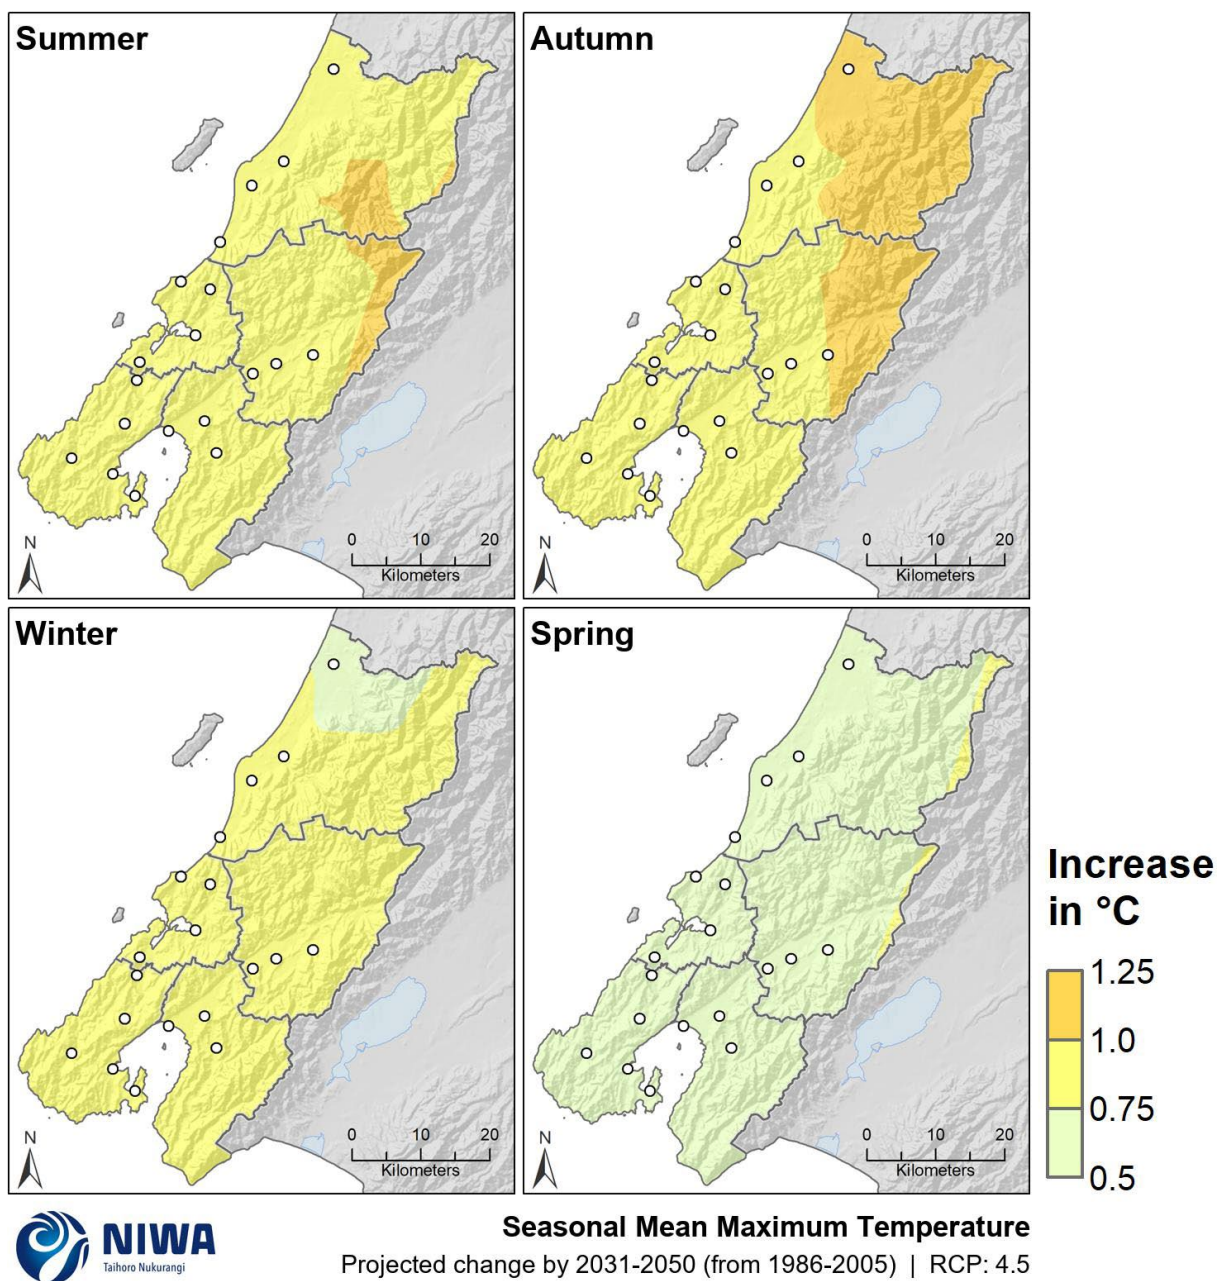 Summer
N
0 10 20
Kilometers
Autumn
N
0 10 20
Kilometers
Winter
N
0 10 20
Kilometers
Spring
N
0 10 20
Kilometers
Increase
in °C
1.25
1.0
0.75
0.5
NIWA
Taihoro Nukurangi
Seasonal Mean Maximum Temperature
Projected change by 2031-2050 (from 1986-2005) | RCP: 4.5